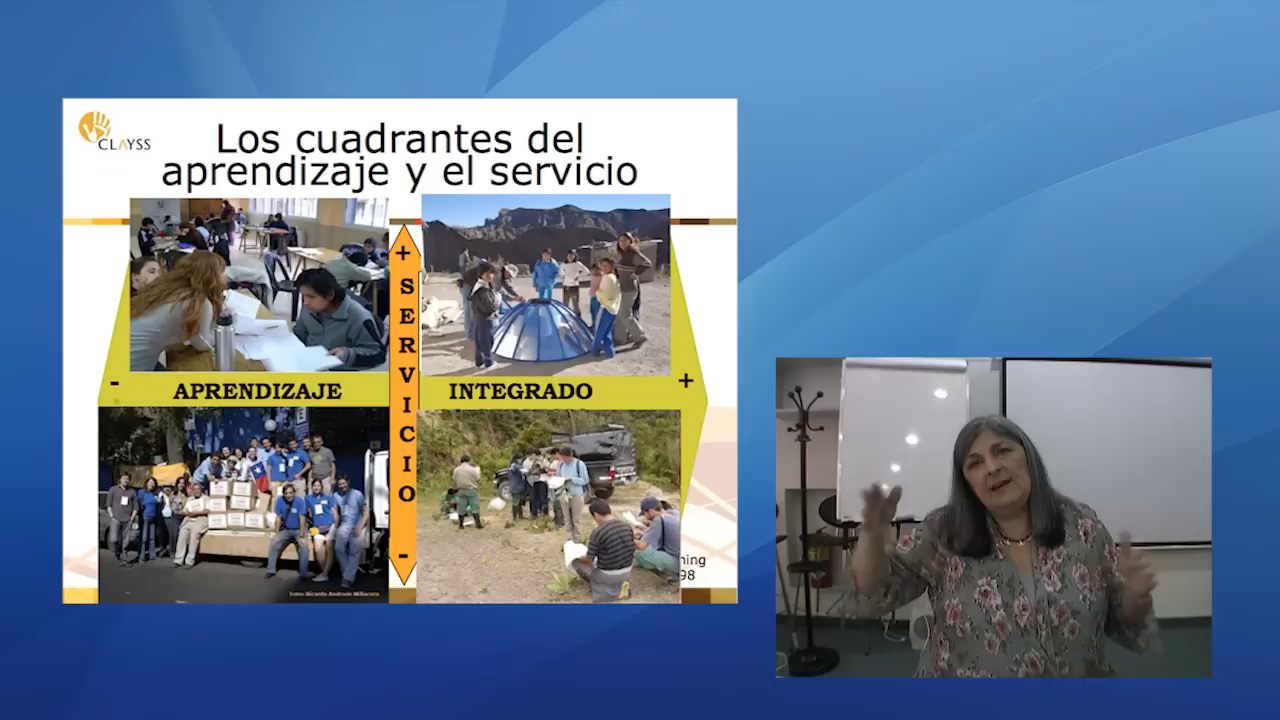 CLAYSS
Los cuadrantes del
aprendizaje y el servicio
+
SERVICIO
-
-
APRENDIZAJE
INTEGRADO
+
ning
98